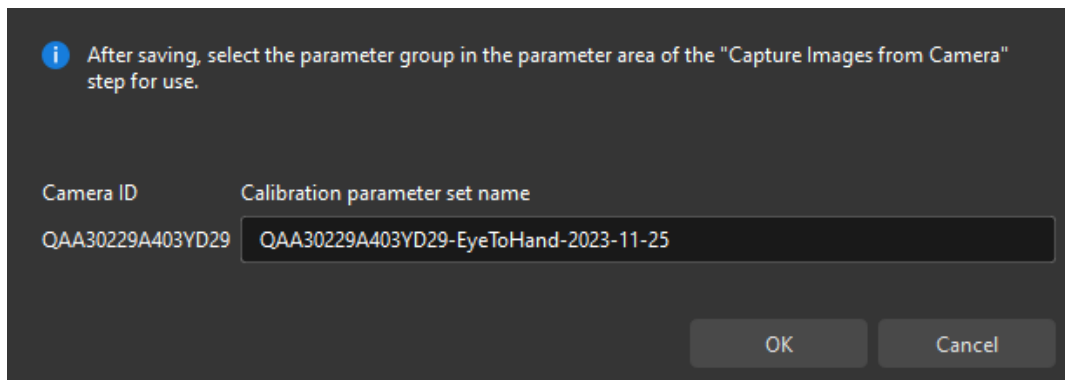 After saving, select the parameter group in the parameter area of the "Capture Images from Camera"
step for use.
Camera ID Calibration parameter set name
QAA30229A403YD29 QAA30229A403YD29-EyeToHand-2023-11-25
OK Cancel